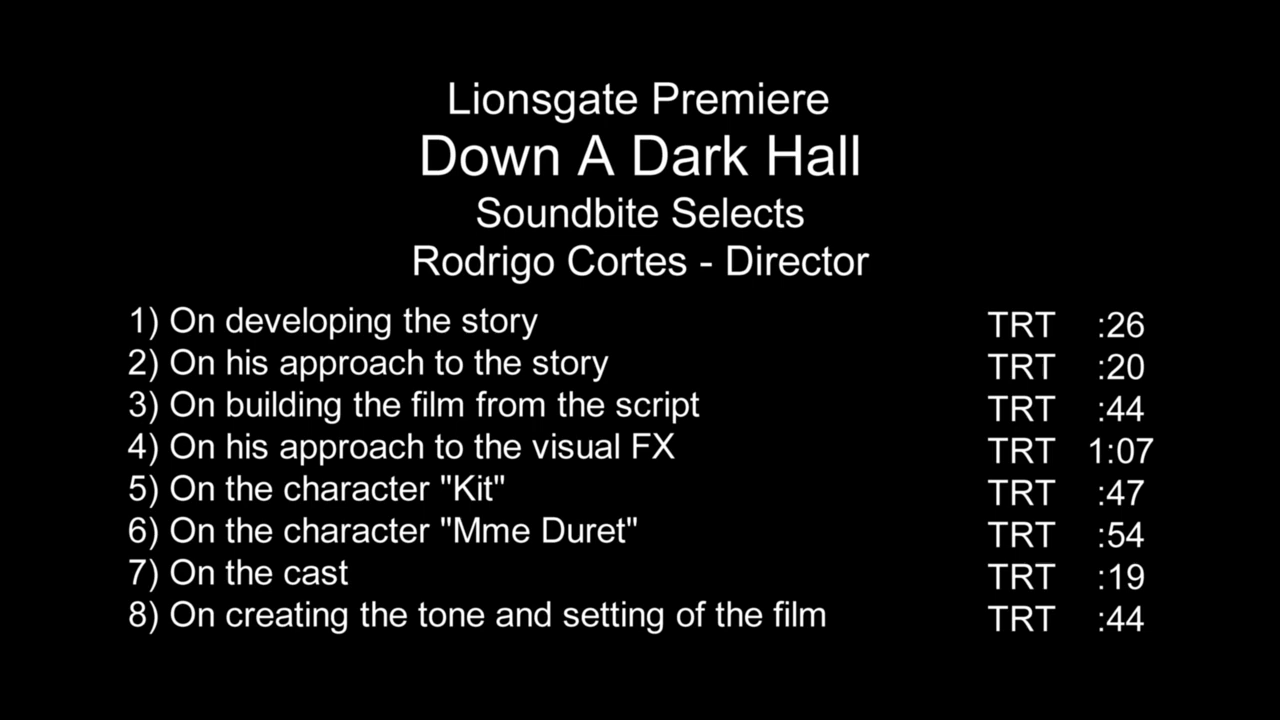 Lionsgate Premiere
Down A Dark Hall
Soundbite Selects
Rodrigo Cortes - Director
1) On developing the story TRT :26
2) On his approach to the story TRT :20
3) On building the film from the script TRT :44
4) On his approach to the visual FX TRT 1:07
5) On the character "Kit" TRT :47
6) On the character "Mme Duret" TRT :54
7) On the cast TRT :19
8) On creating the tone and setting of the film TRT :44